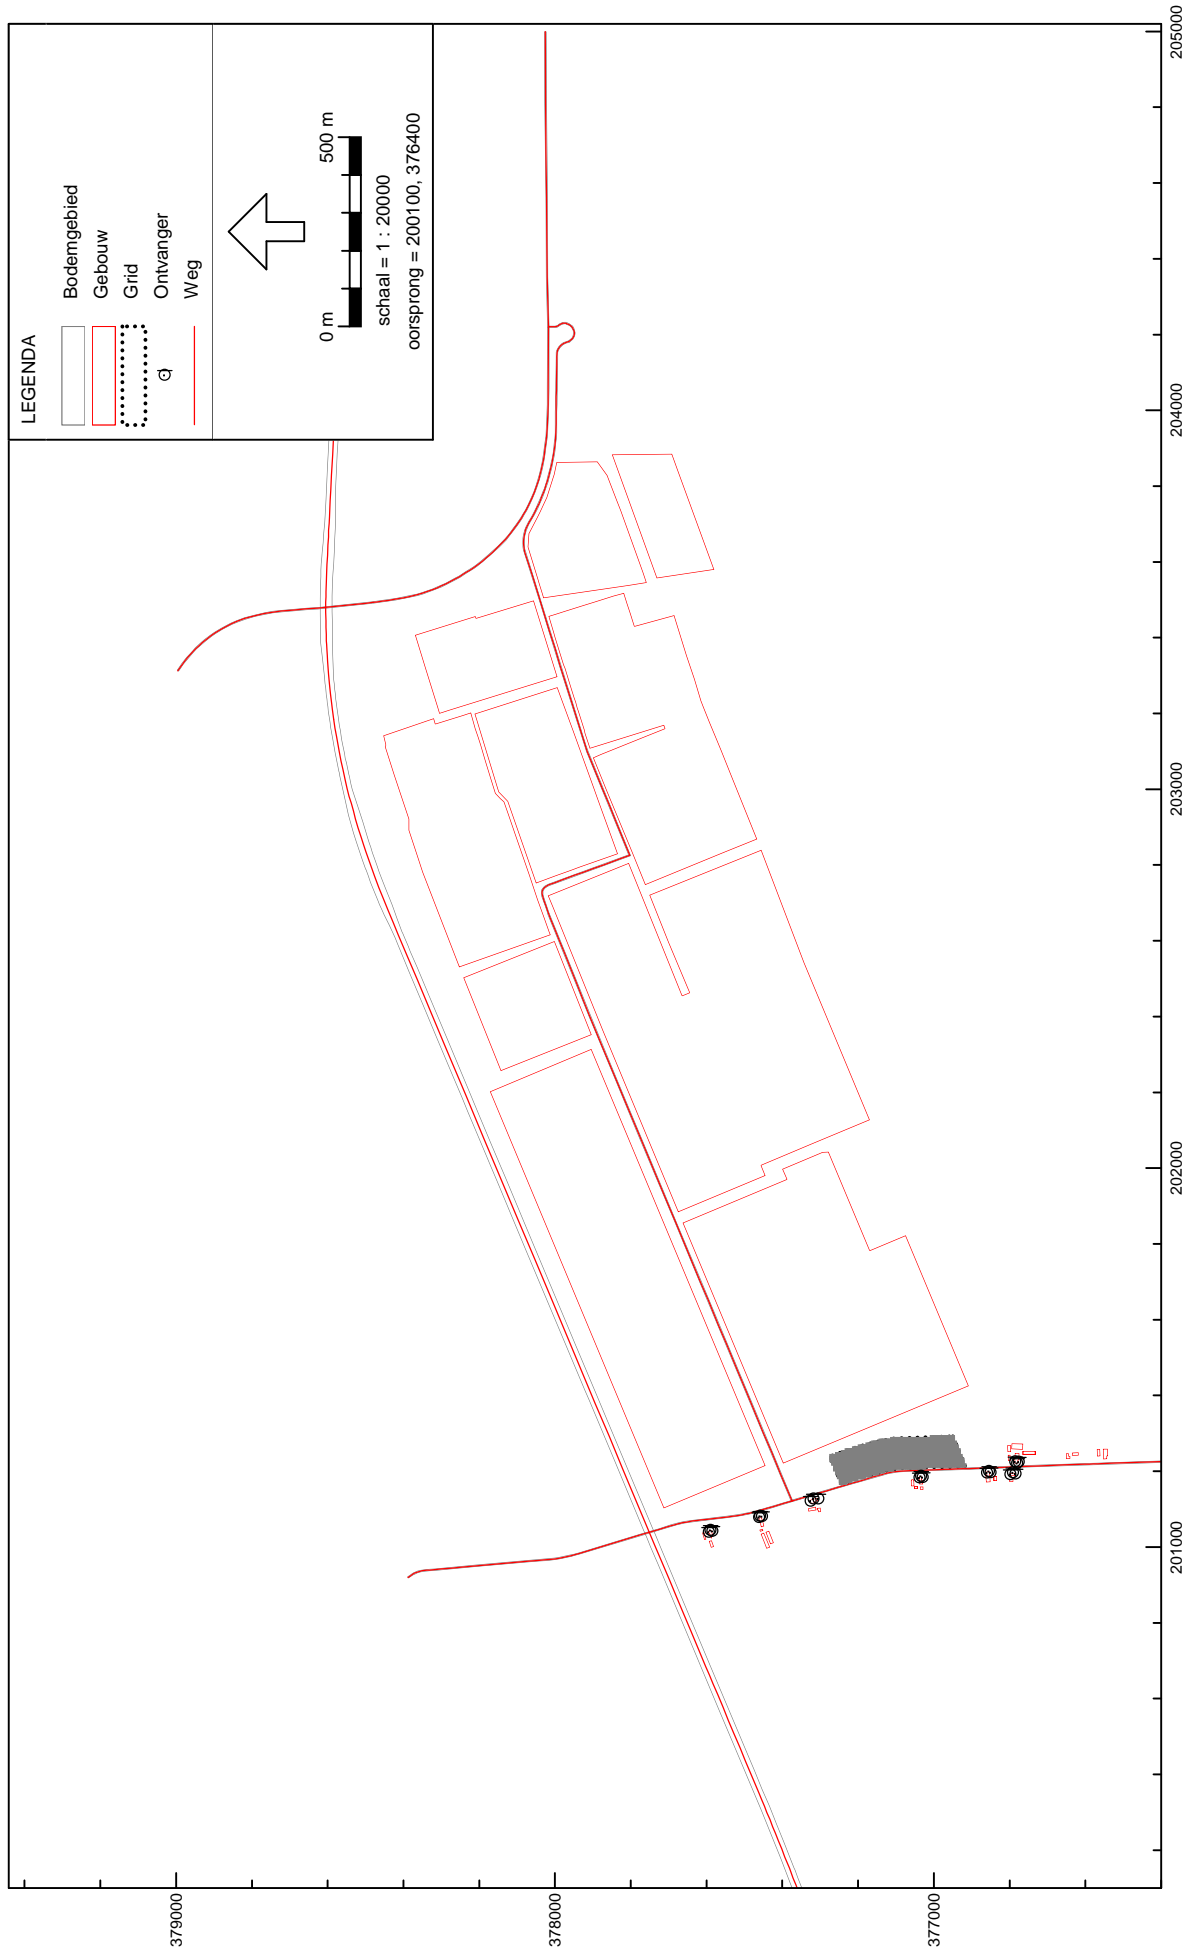 LEGENDA
Bodemgebied
Gebouw
Grid
Ontvanger
Weg
0 m
500 m
schaal = 1 : 20000
oorsprong = 200100, 376400
379000
378000
377000
201000
202000
203000
204000
205000